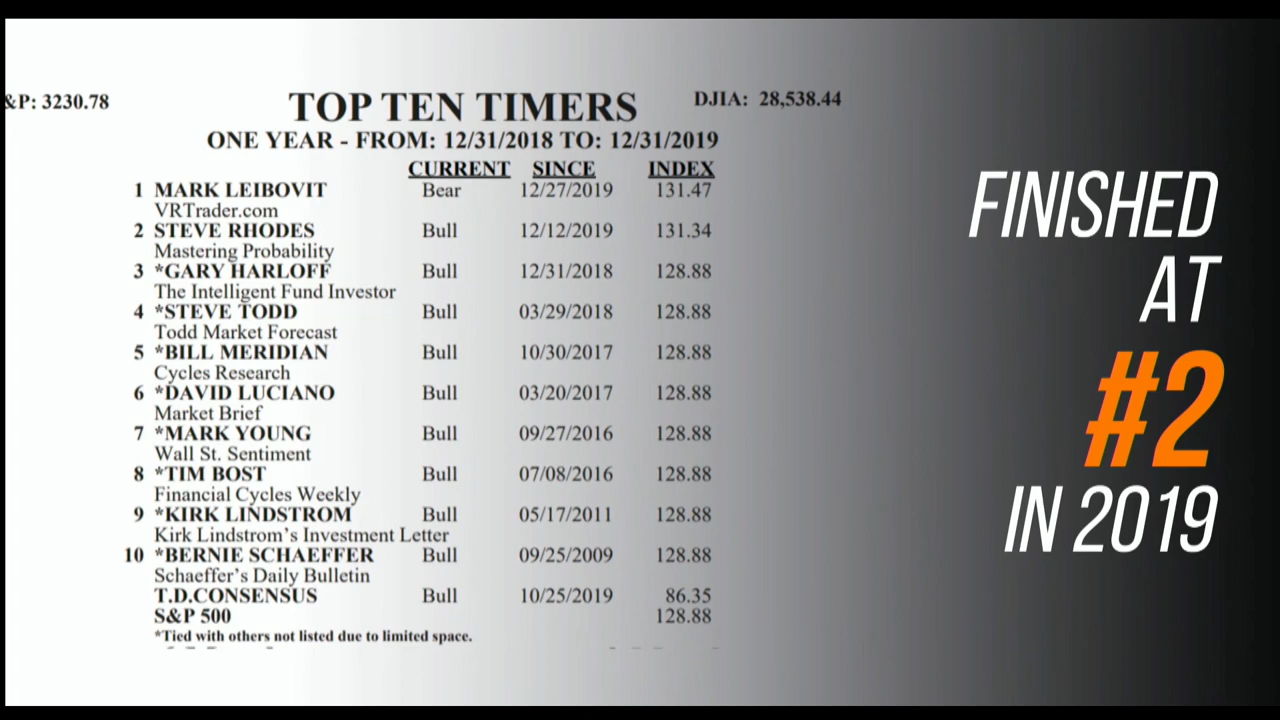 &P: 3230.78
TOP TEN TIMERS
DJIA: 28,538.44
ONE YEAR - FROM: 12/31/2018 TO: 12/31/2019
CURRENT SINCE INDEX
1 MARK LEIBOVIT Bear 12/27/2019 131.47
VRTrader.com
2 STEVE RHODES Bull 12/12/2019 131.34
Mastering Probability
3 *GARY HARLOFF Bull 12/31/2018 128.88
The Intelligent Fund Investor
4 *STEVE TODD Bull 03/29/2018 128.88
Todd Market Forecast
5 *BILL MERIDIAN Bull 10/30/2017 128.88
Cycles Research
6 *DAVID LUCIANO Bull 03/20/2017 128.88
Market Brief
7 *MARK YOUNG Bull 09/27/2016 128.88
Wall St. Sentiment
8 *TIM BOST Bull 07/08/2016 128.88
Financial Cycles Weekly
9 *KIRK LINDSTROM Bull 05/17/2011 128.88
Kirk Lindstrom's Investment Letter
10 *BERNIE SCHAEFFER Bull 09/25/2009 128.88
Schaeffer's Daily Bulletin
T.D.CONSENSUS Bull 10/25/2019 86.35
S&P 500 128.88
*Tied with others not listed due to limited space.
FINISHED
AT
#2
IN 2019